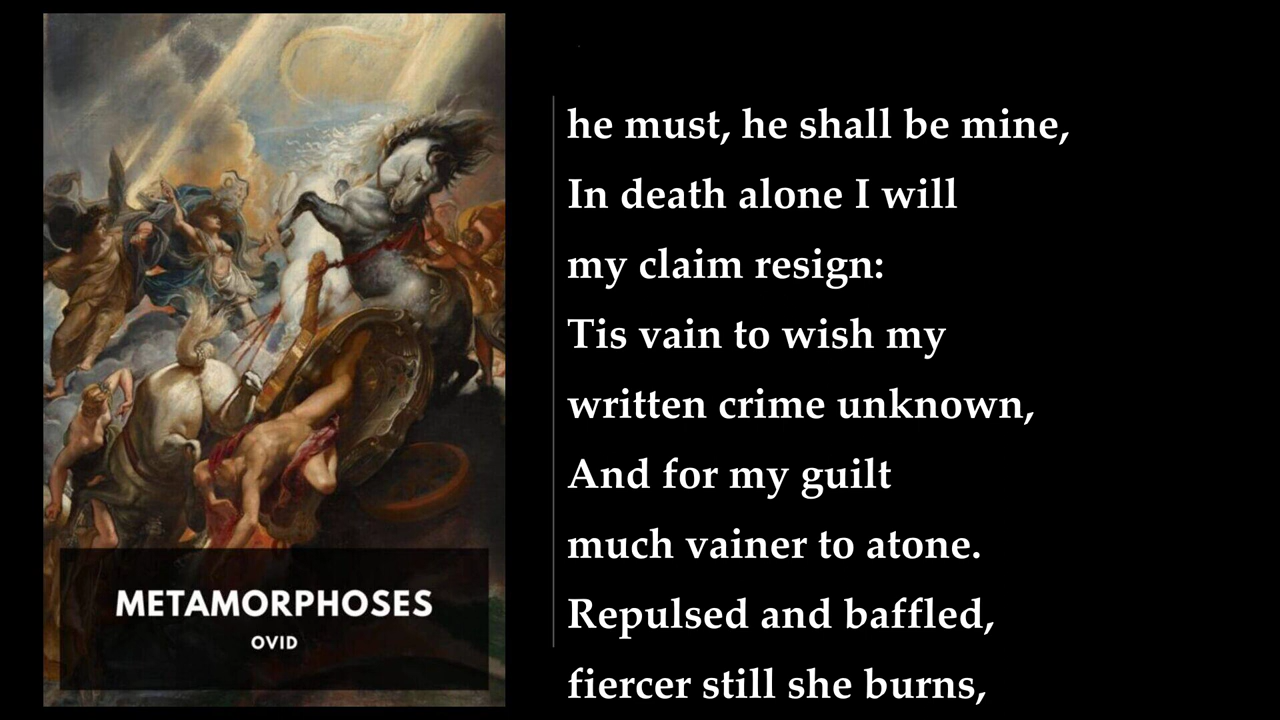 METAMORPHOSES
OVID
he must, he shall be mine,
In death alone I will
my claim resign:
Tis vain to wish my
written crime unknown,
And for my guilt
much vainer to atone.
Repulsed and baffled,
fiercer still she burns,